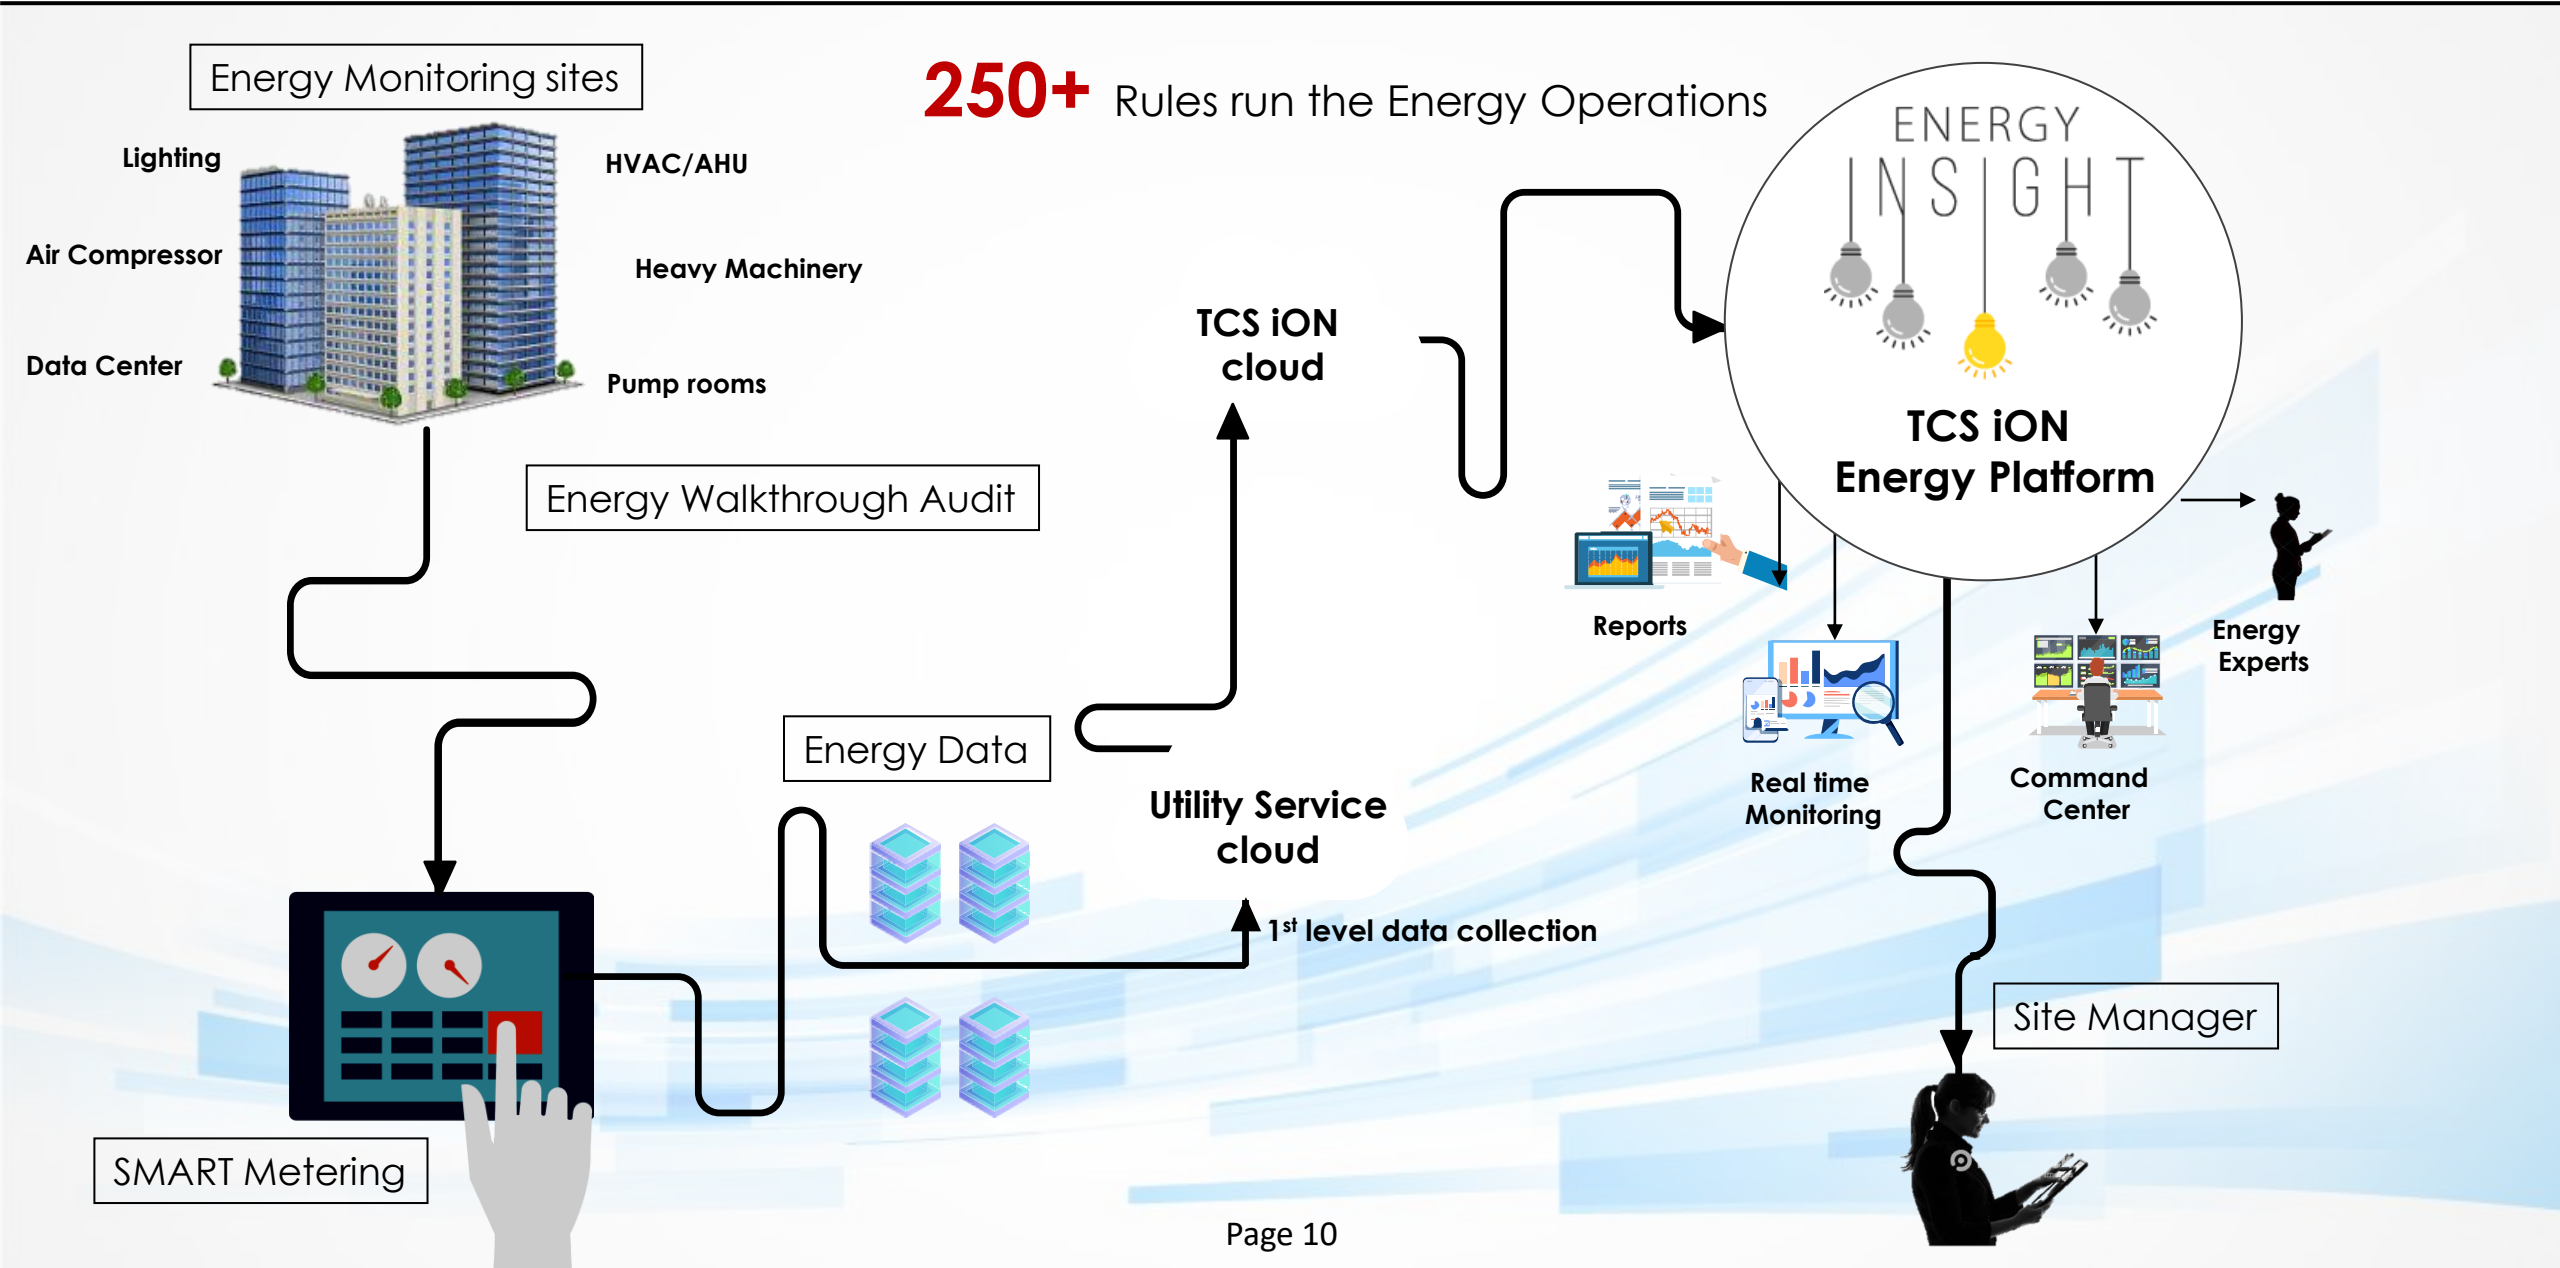 Energy Monitoring sites
250+ Rules run the Energy Operations
ENERGY
INSIGHT
Lighting
HVAC/AHU
Air Compressor
Heavy Machinery
Data Center
Pump rooms
TCS iON
cloud
TCS iON
Energy Platform
Energy Walkthrough Audit
Reports
Energy
Experts
Real time
Monitoring
Command
Center
Energy Data
Utility Service
cloud
1st level data collection
Site Manager
SMART Metering
Page 10